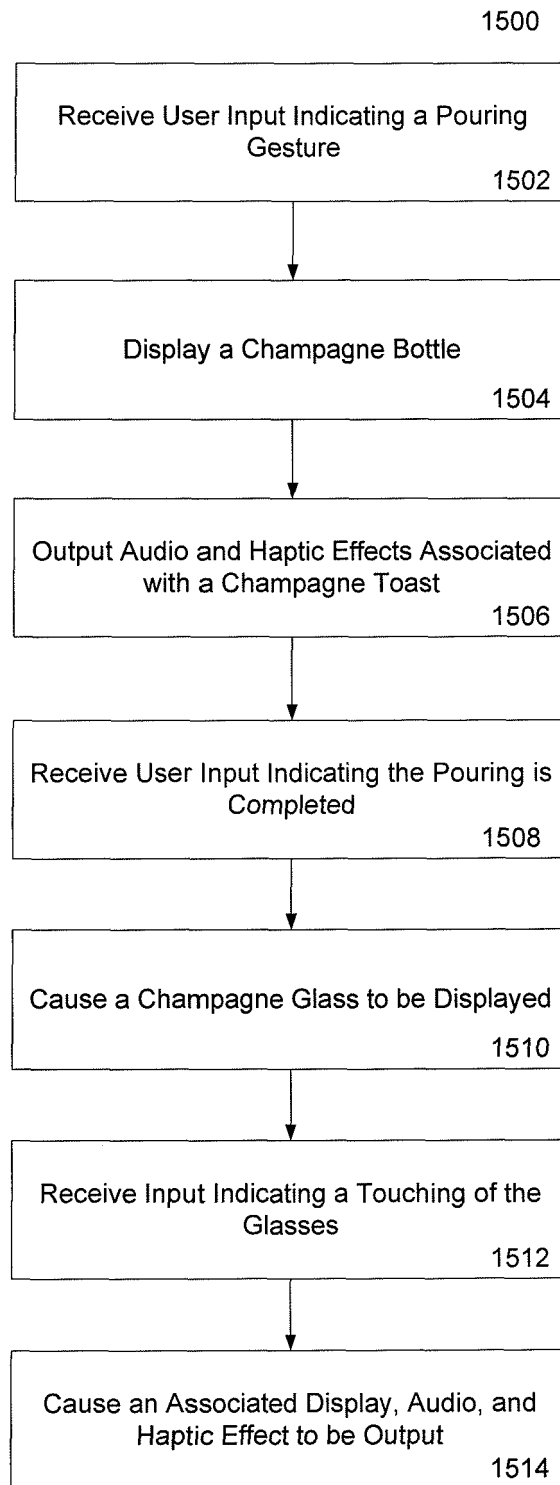 1500
Receive User Input Indicating a Pouring
Gesture
1502
Display a Champagne Bottle
1504
Output Audio and Haptic Effects Associated
with a Champagne Toast
1506
Receive User Input Indicating the Pouring is
Completed
1508
Cause a Champagne Glass to be Displayed
1510
Receive Input Indicating a Touching of the
Glasses
1512
Cause an Associated Display, Audio, and
Haptic Effect to be Output
1514